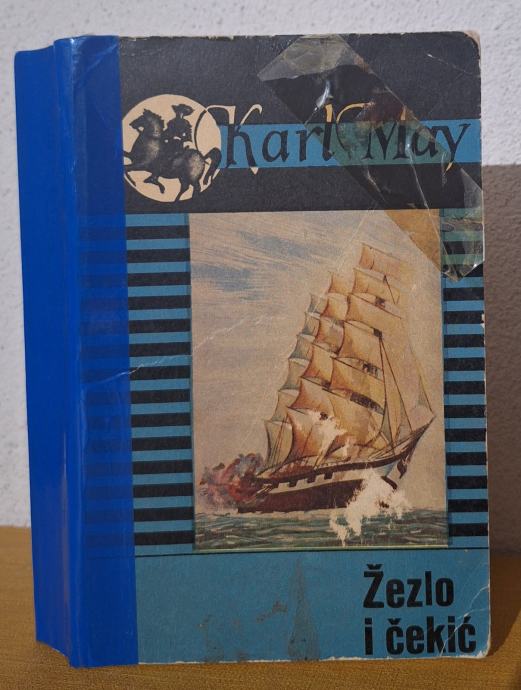 Karl May
Žezlo
i čekić